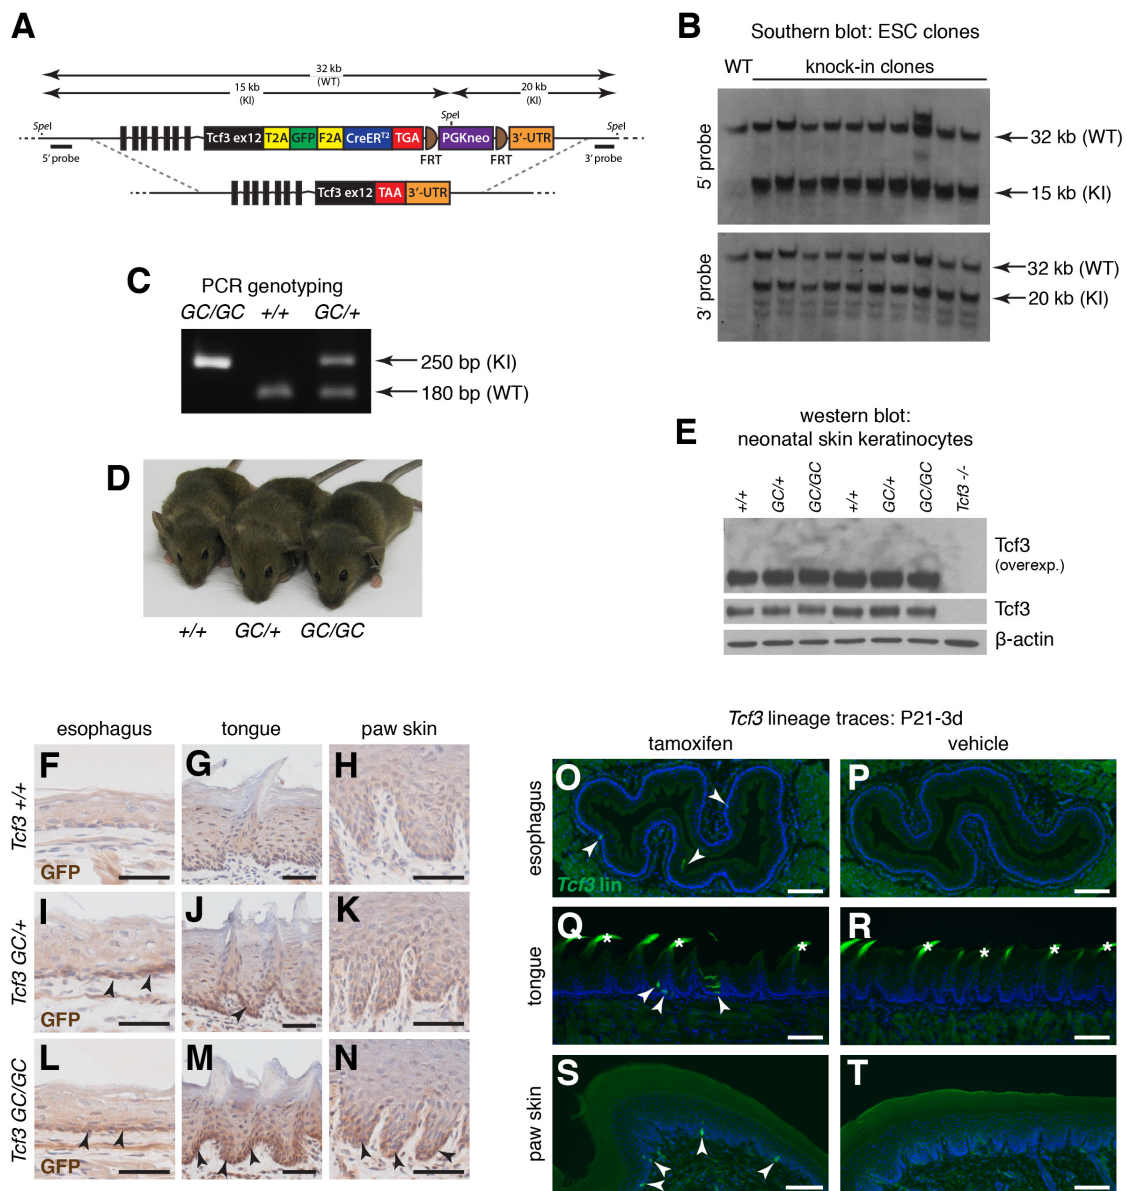 A
32 kb
(WT)
15 kb
(KI)
20 kb
(KI)
SpeI
SpeI
SpeI
Tcf3 ex12 T2A GFP F2A CreERT2 TGA PGKneo 3'-UTR
5' probe
FRT
FRT
3' probe
Tcf3 ex12 TAA 3'-UTR
B
Southern blot: ESC clones
WT
knock-in clones
5' probe
32 kb (WT)
15 kb (KI)
3' probe
32 kb (WT)
20 kb (KI)
C
PCR genotyping
GC/GC +/+ GC/+
250 bp (KI)
180 bp (WT)
D
+/+ GC/+ GC/GC
E
western blot:
neonatal skin keratinocytes
+/+ GC/+ GC/GC +/+ GC/+ GC/GC Tcf3 -/-
Tcf3
(overexp.)
Tcf3
β-actin
esophagus tongue paw skin
Tcf3 +/+
F G H
GFP
Tcf3 GC/+
I J K
GFP
Tcf3 GC/GC
L M N
GFP
Tcf3 lineage traces: P21-3d
tamoxifen vehicle
esophagus
O P
Tcf3 lin
tongue
Q R
* * *
* * * *
paw skin
S T